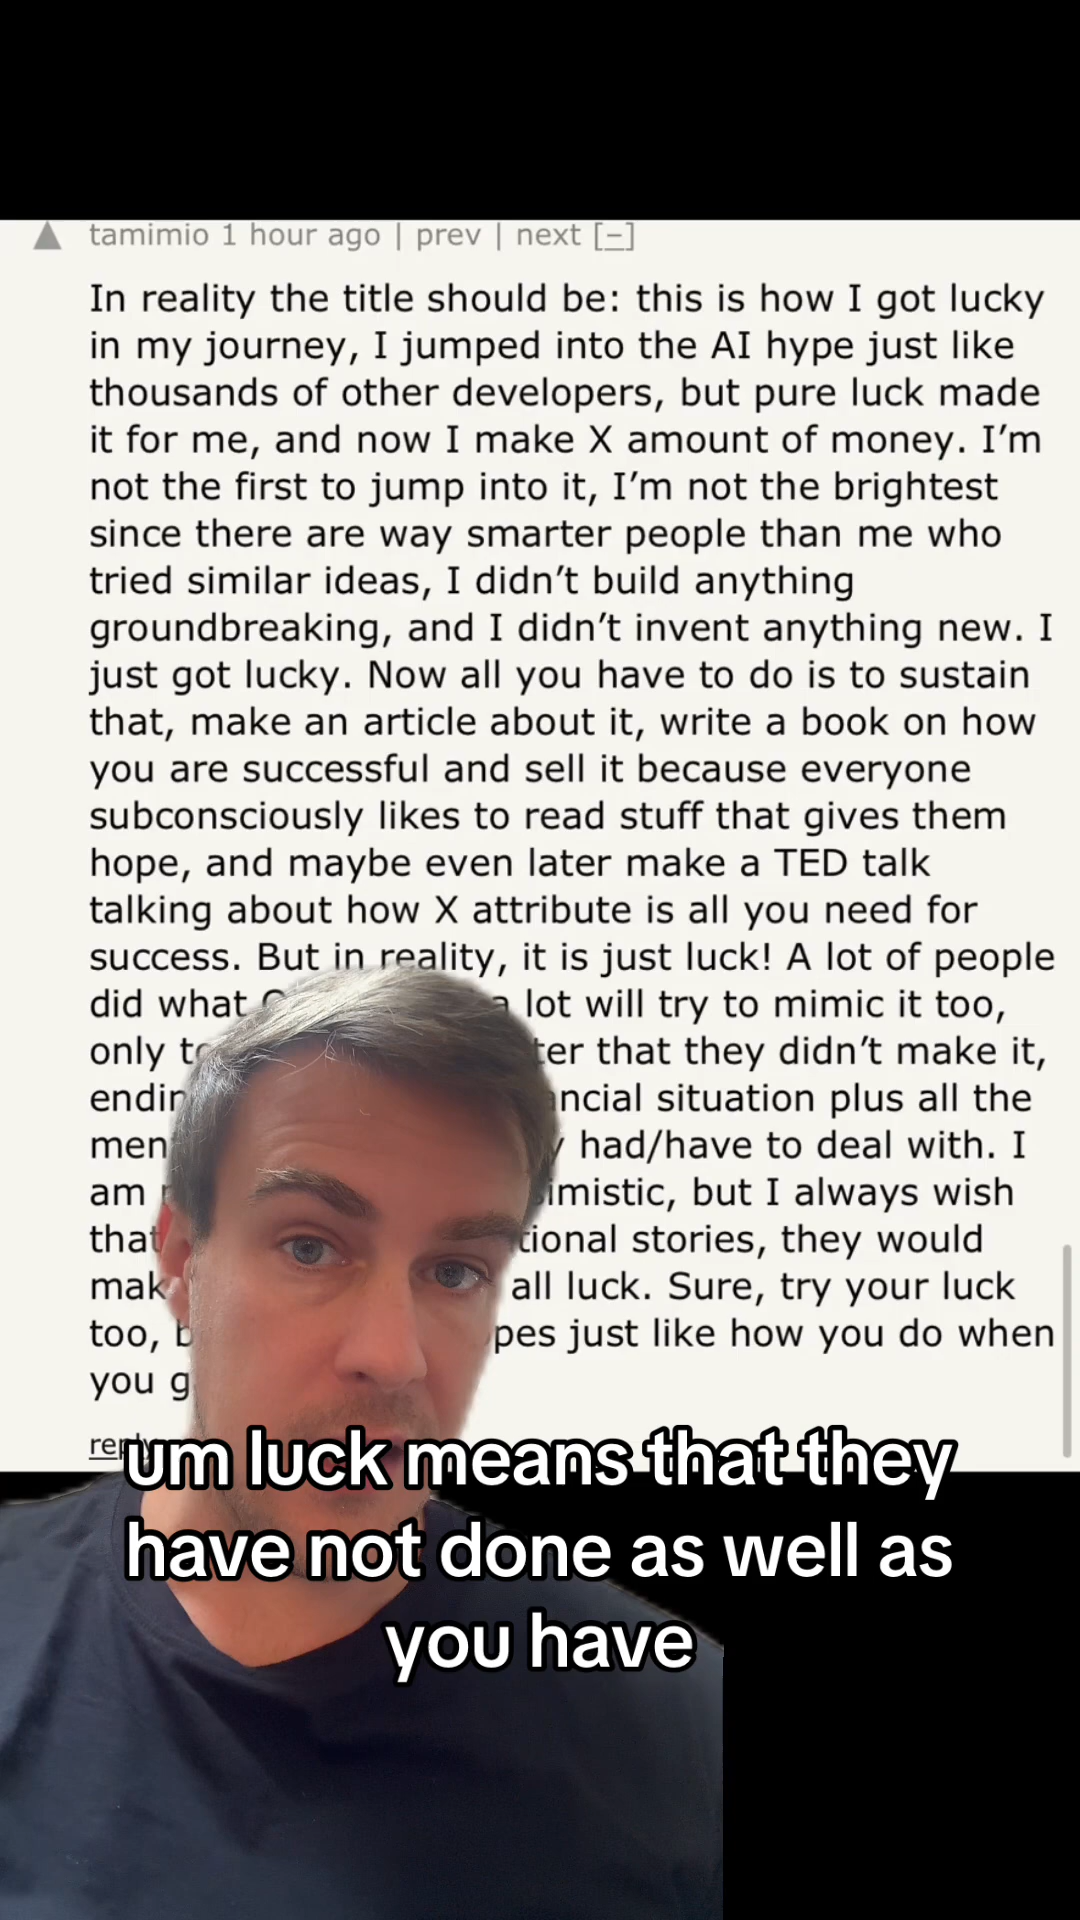 tamimio 1 hour ago | prev | next [–]
In reality the title should be: this is how I got lucky
in my journey, I jumped into the AI hype just like
thousands of other developers, but pure luck made
it for me, and now I make X amount of money. I’m
not the first to jump into it, I’m not the brightest
since there are way smarter people than me who
tried similar ideas, I didn’t build anything
groundbreaking, and I didn’t invent anything new. I
just got lucky. Now all you have to do is to sustain
that, make an article about it, write a book on how
you are successful and sell it because everyone
subconsciously likes to read stuff that gives them
hope, and maybe even later make a TED talk
talking about how X attribute is all you need for
success. But in reality, it is just luck! A lot of people
did what lot will try to mimic it too,
only that they didn’t make it,
situation plus all the
had/have to deal with. I
am but I always wish
that stories, they would
all luck. Sure, try your luck
too, just like how you do when
you
reply
um luck means that they
have not done as well as
you have